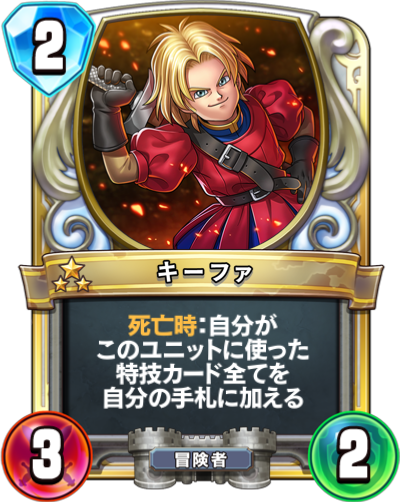 2
キーファ
死亡時:自分が
このユニットに使った
特技カード全てを
自分の手札に加える
3
冒険者
2